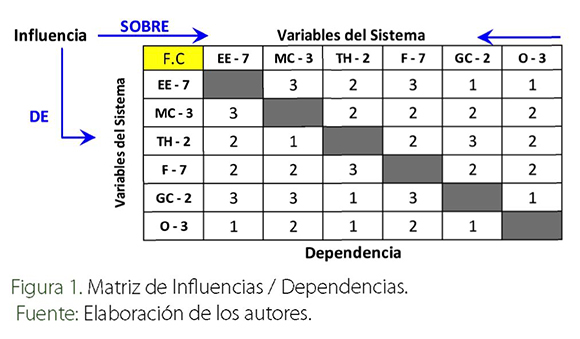 Influencia
SOBRE
Variables del Sistema
F.C EE - 7 MC - 3 TH - 2 F - 7 GC - 2 O - 3
EE - 7 3 2 3 1 1
MC - 3 3 2 2 2 2
TH - 2 2 1 2 3 2
F - 7 2 2 3 2 2
GC - 2 3 3 1 3 1
O - 3 1 2 1 2 1
DE
Variables del Sistema
Dependencia
Figura 1. Matriz de Influencias / Dependencias.
Fuente: Elaboración de los autores.